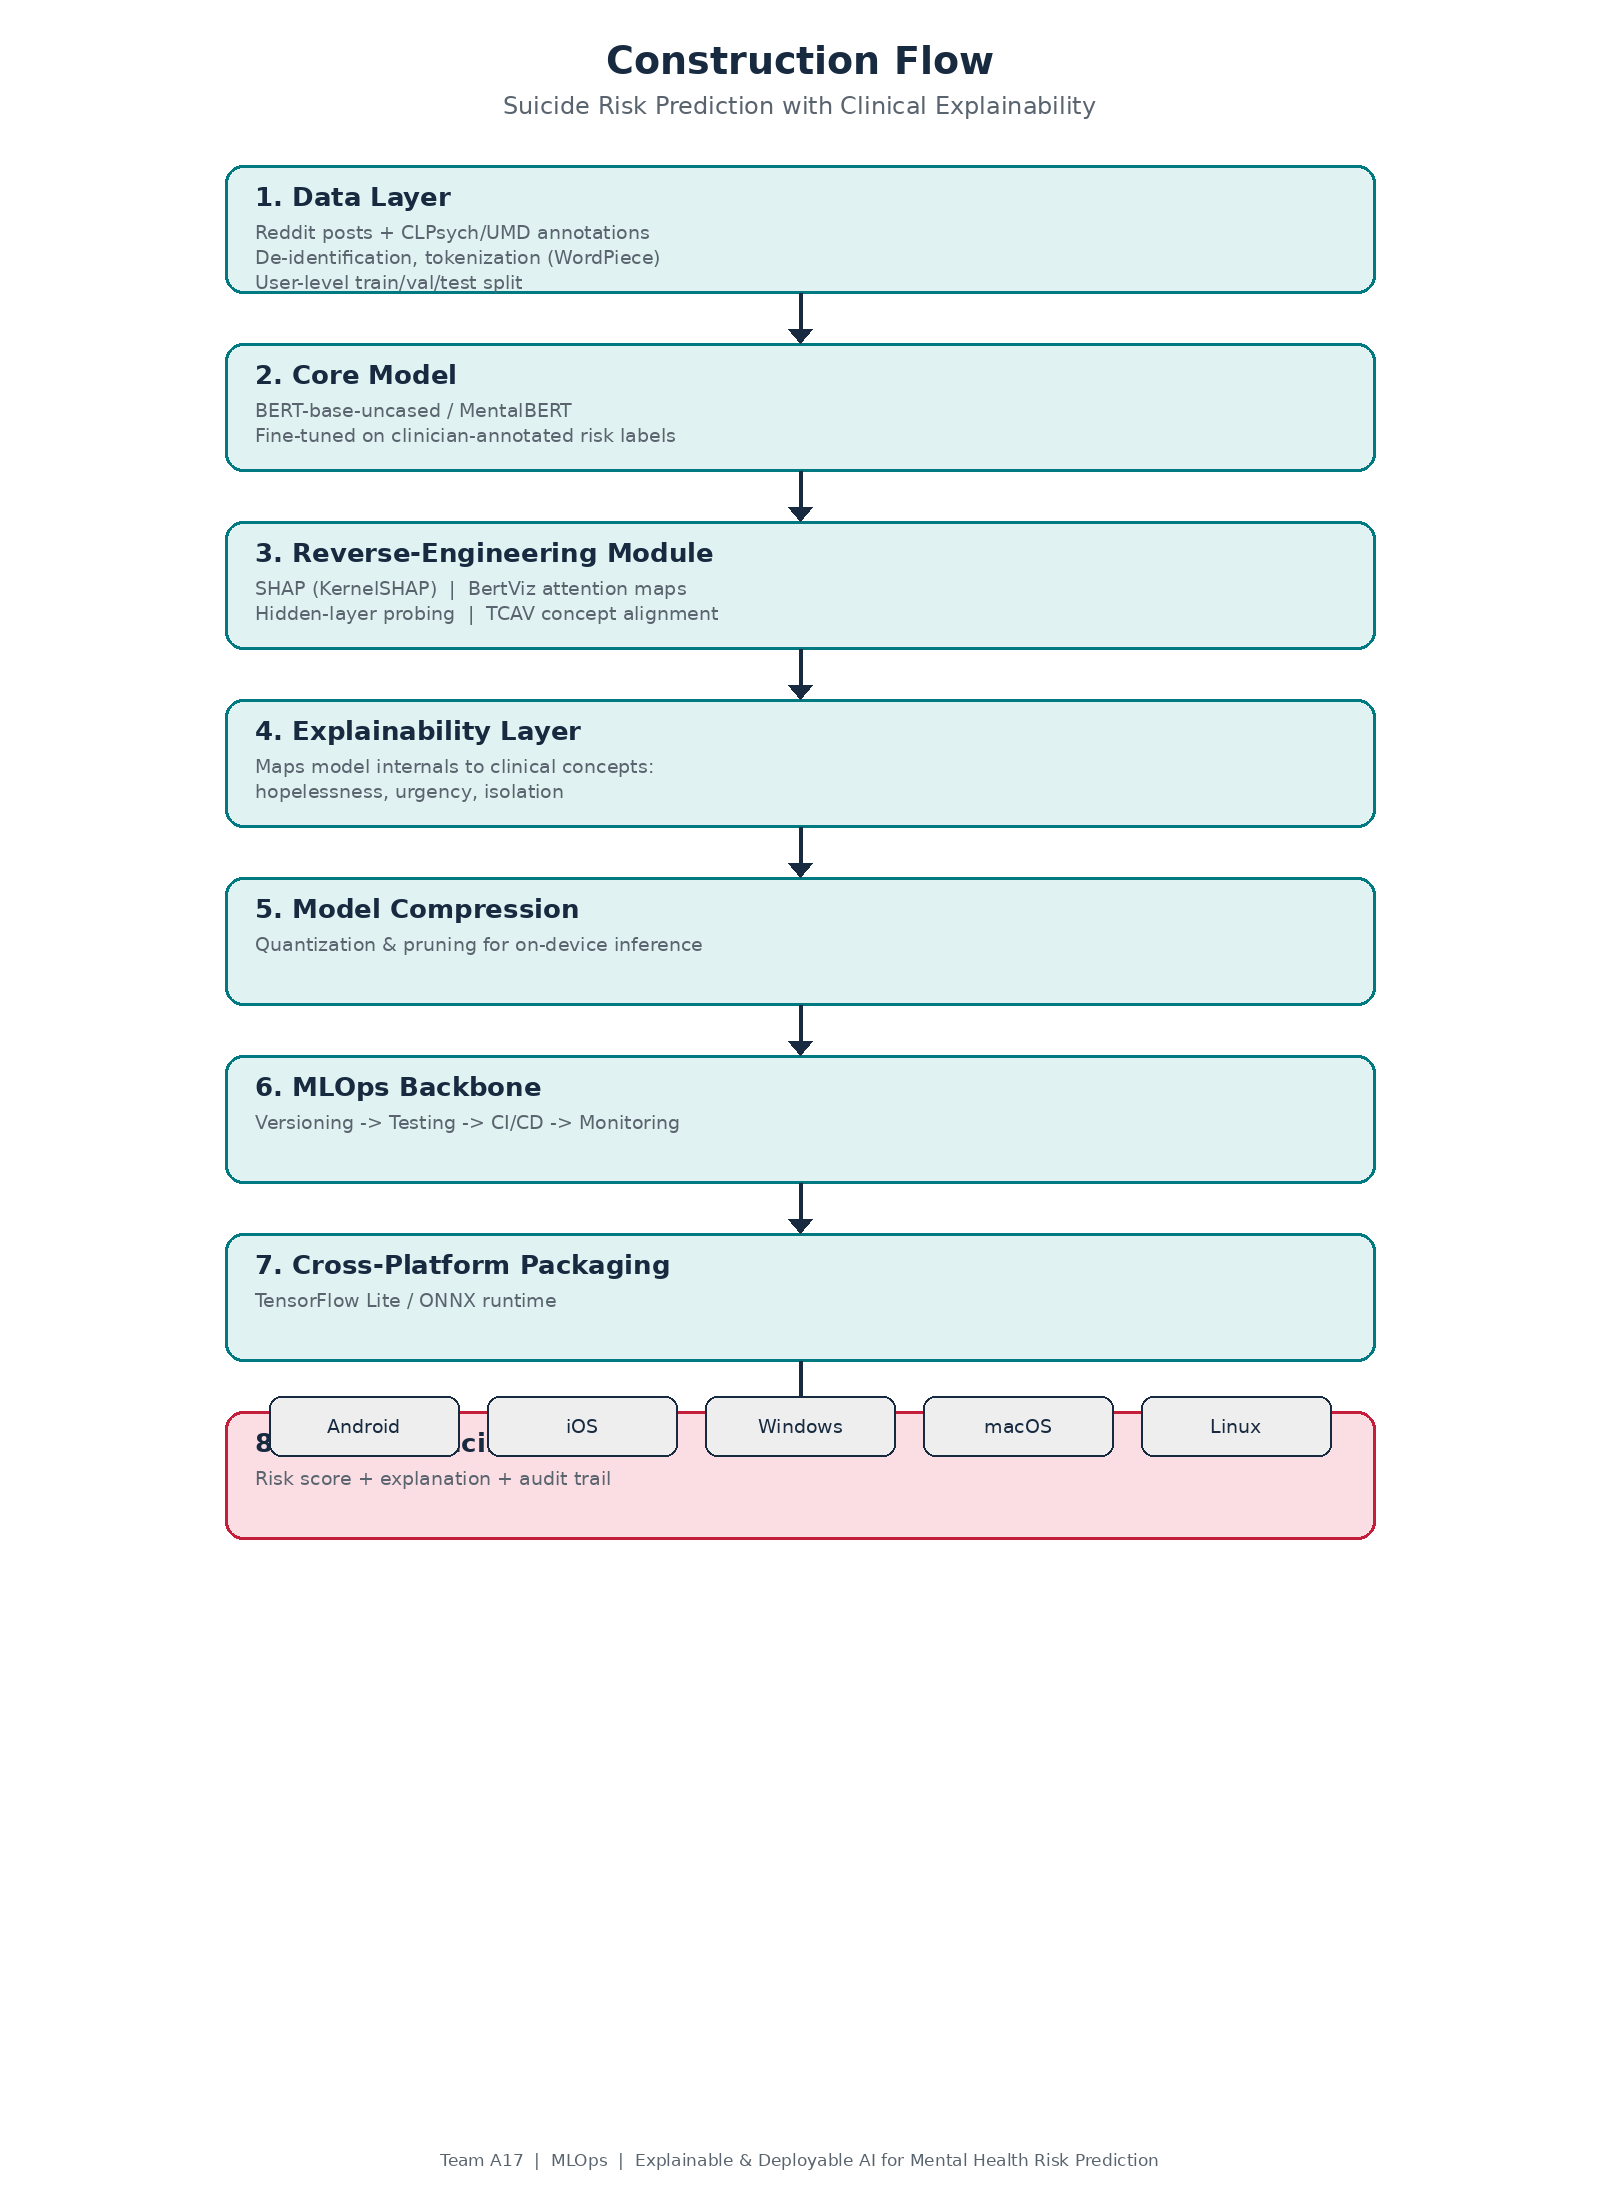 Construction Flow
Suicide Risk Prediction with Clinical Explainability
1. Data Layer
Reddit posts + CLPsych/UMD annotations
De-identification, tokenization (WordPiece)
User-level train/val/test split
2. Core Model
BERT-base-uncased / MentalBERT
Fine-tuned on clinician-annotated risk labels
3. Reverse-Engineering Module
SHAP (KernelSHAP) | BertViz attention maps
Hidden-layer probing | TCAV concept alignment
4. Explainability Layer
Maps model internals to clinical concepts:
hopelessness, urgency, isolation
5. Model Compression
Quantization & pruning for on-device inference
6. MLOps Backbone
Versioning -> Testing -> CI/CD -> Monitoring
7. Cross-Platform Packaging
TensorFlow Lite / ONNX runtime
Android iOS Windows macOS Linux
8
Risk score + explanation + audit trail
Team A17 | MLOps | Explainable & Deployable AI for Mental Health Risk Prediction